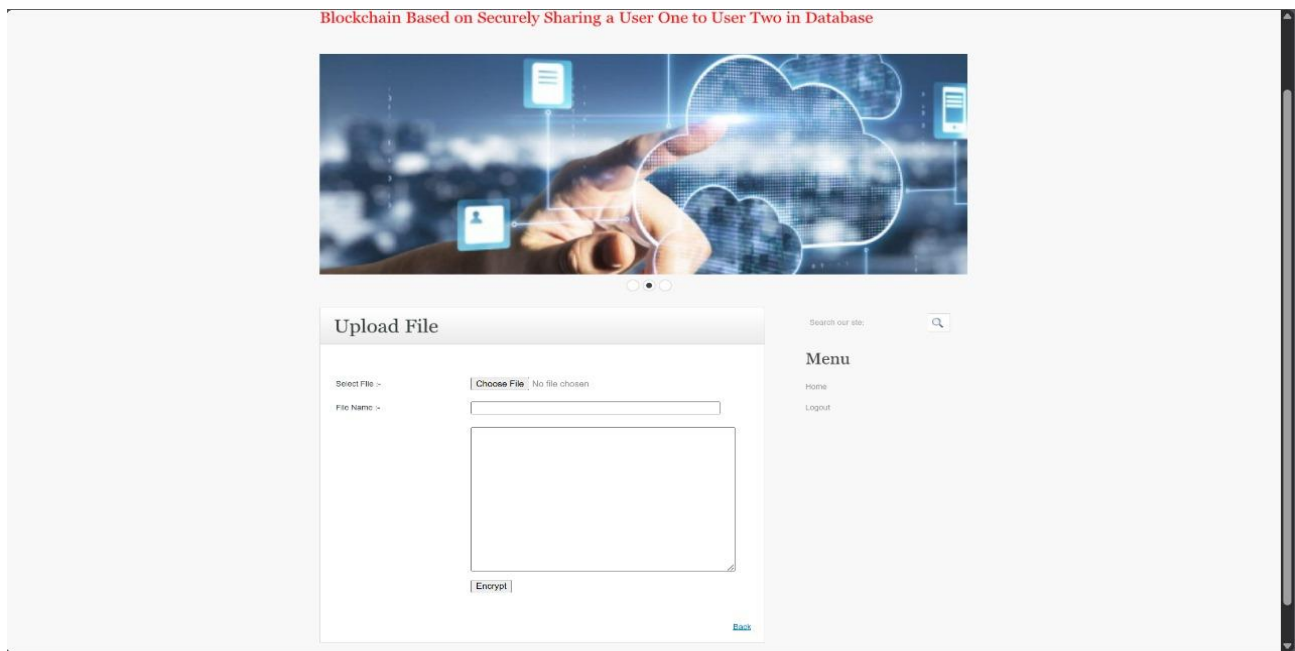 Blockchain Based on Securely Sharing a User One to User Two in Database
Upload File
Search our site:
Menu
Home
Logout
Select File :-
Choose File No file chosen
File Name :-
Encrypt
Back